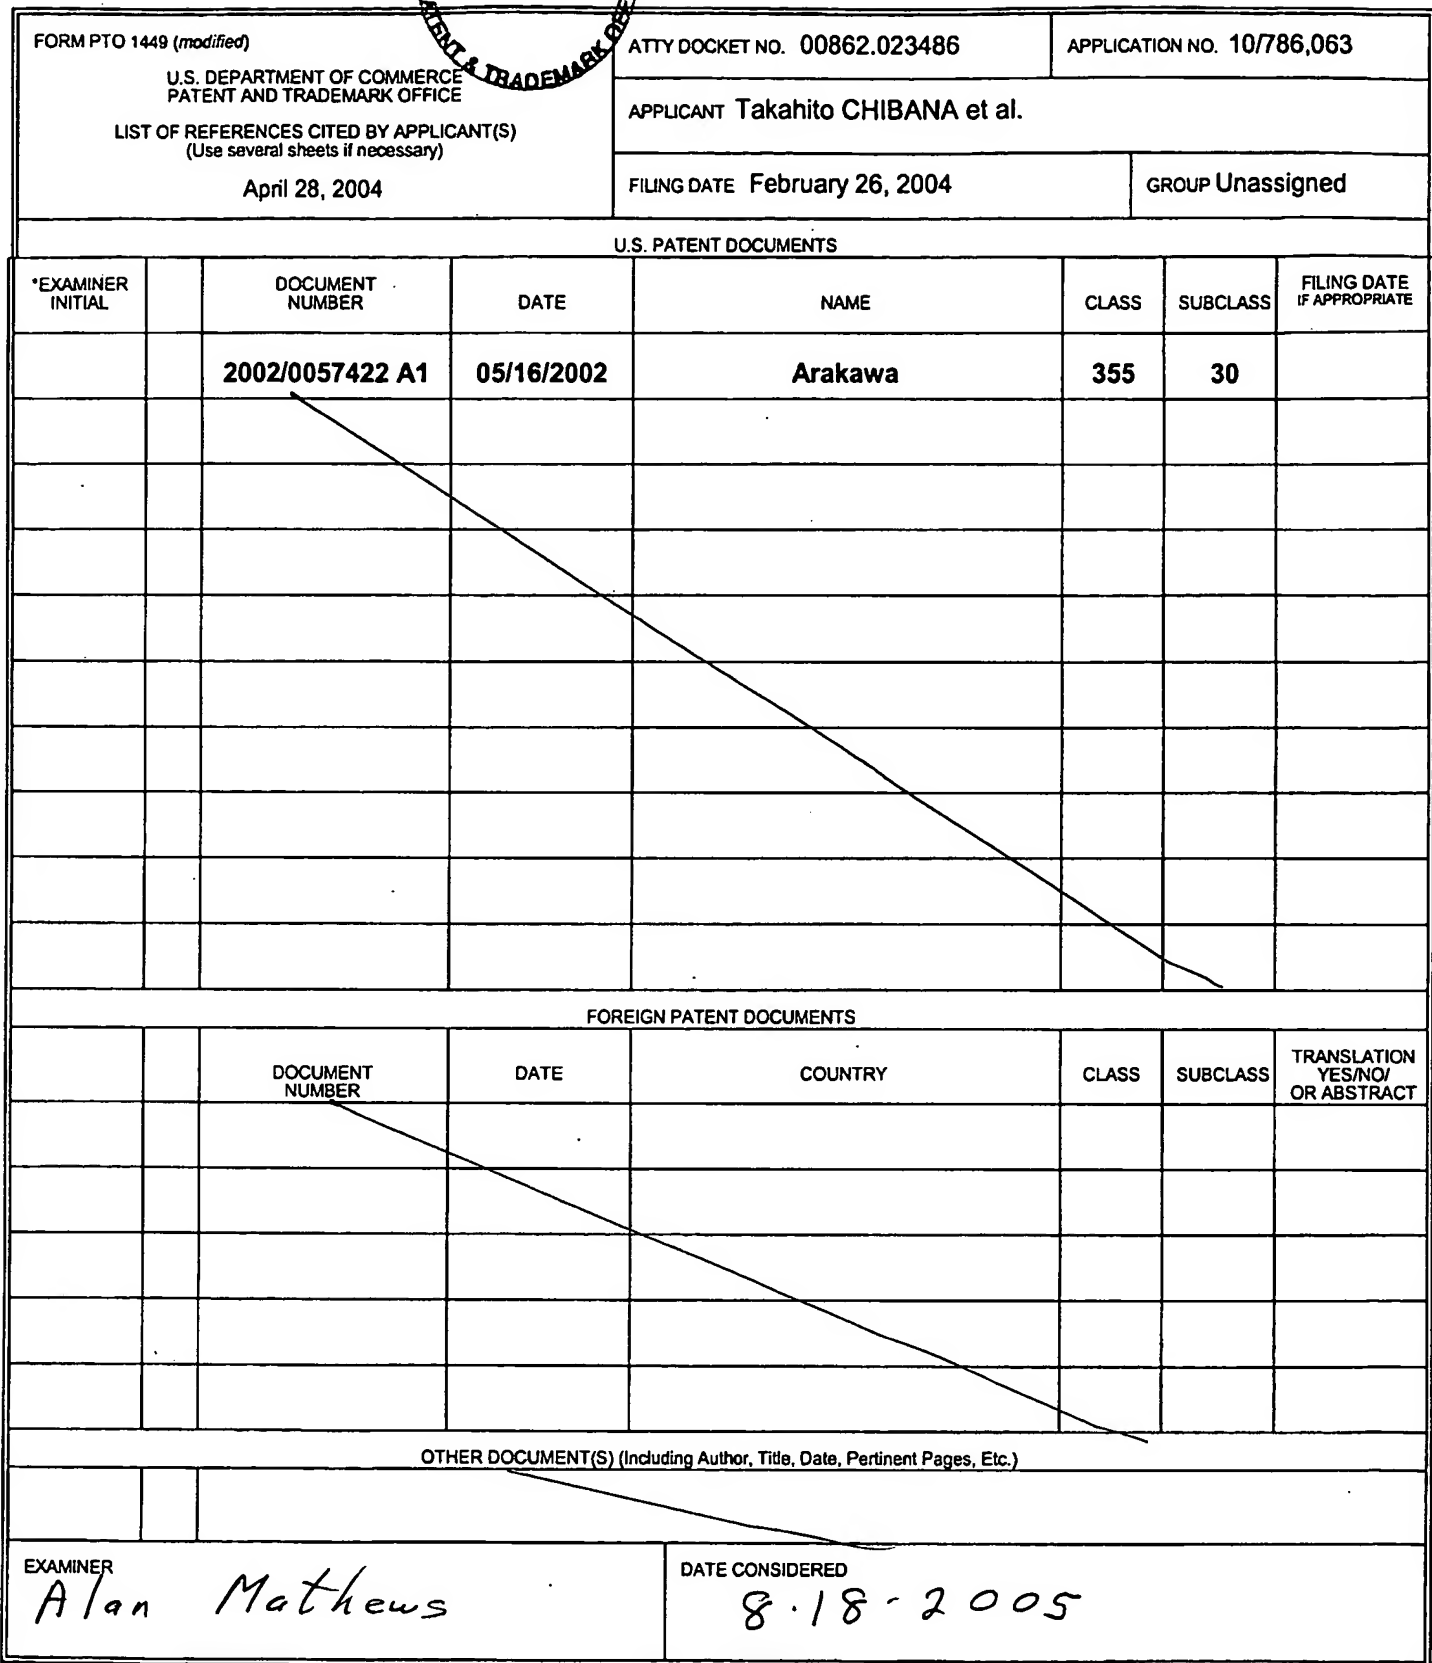 FORM PTO 1449 (modified)
U.S. DEPARTMENT OF COMMERCE
PATENT AND TRADEMARK OFFICE
LIST OF REFERENCES CITED BY APPLICANT(S)
(Use several sheets if necessary)
April 28, 2004
& TRADEMARK
ATTY DOCKET NO. 00862.023486
APPLICATION NO. 10/786,063
APPLICANT Takahito CHIBANA et al.
FILING DATE February 26, 2004
GROUP Unassigned
U.S. PATENT DOCUMENTS
*EXAMINER INITIAL
DOCUMENT NUMBER
DATE
NAME
CLASS
SUBCLASS
FILING DATE IF APPROPRIATE
2002/0057422 A1
05/16/2002
Arakawa
355
30
FOREIGN PATENT DOCUMENTS
DOCUMENT NUMBER
DATE
COUNTRY
CLASS
SUBCLASS
TRANSLATION YES/NO/ OR ABSTRACT
OTHER DOCUMENT(S) (Including Author, Title, Date, Pertinent Pages, Etc.)
EXAMINER
Alan Mathews
DATE CONSIDERED
8.18-2005